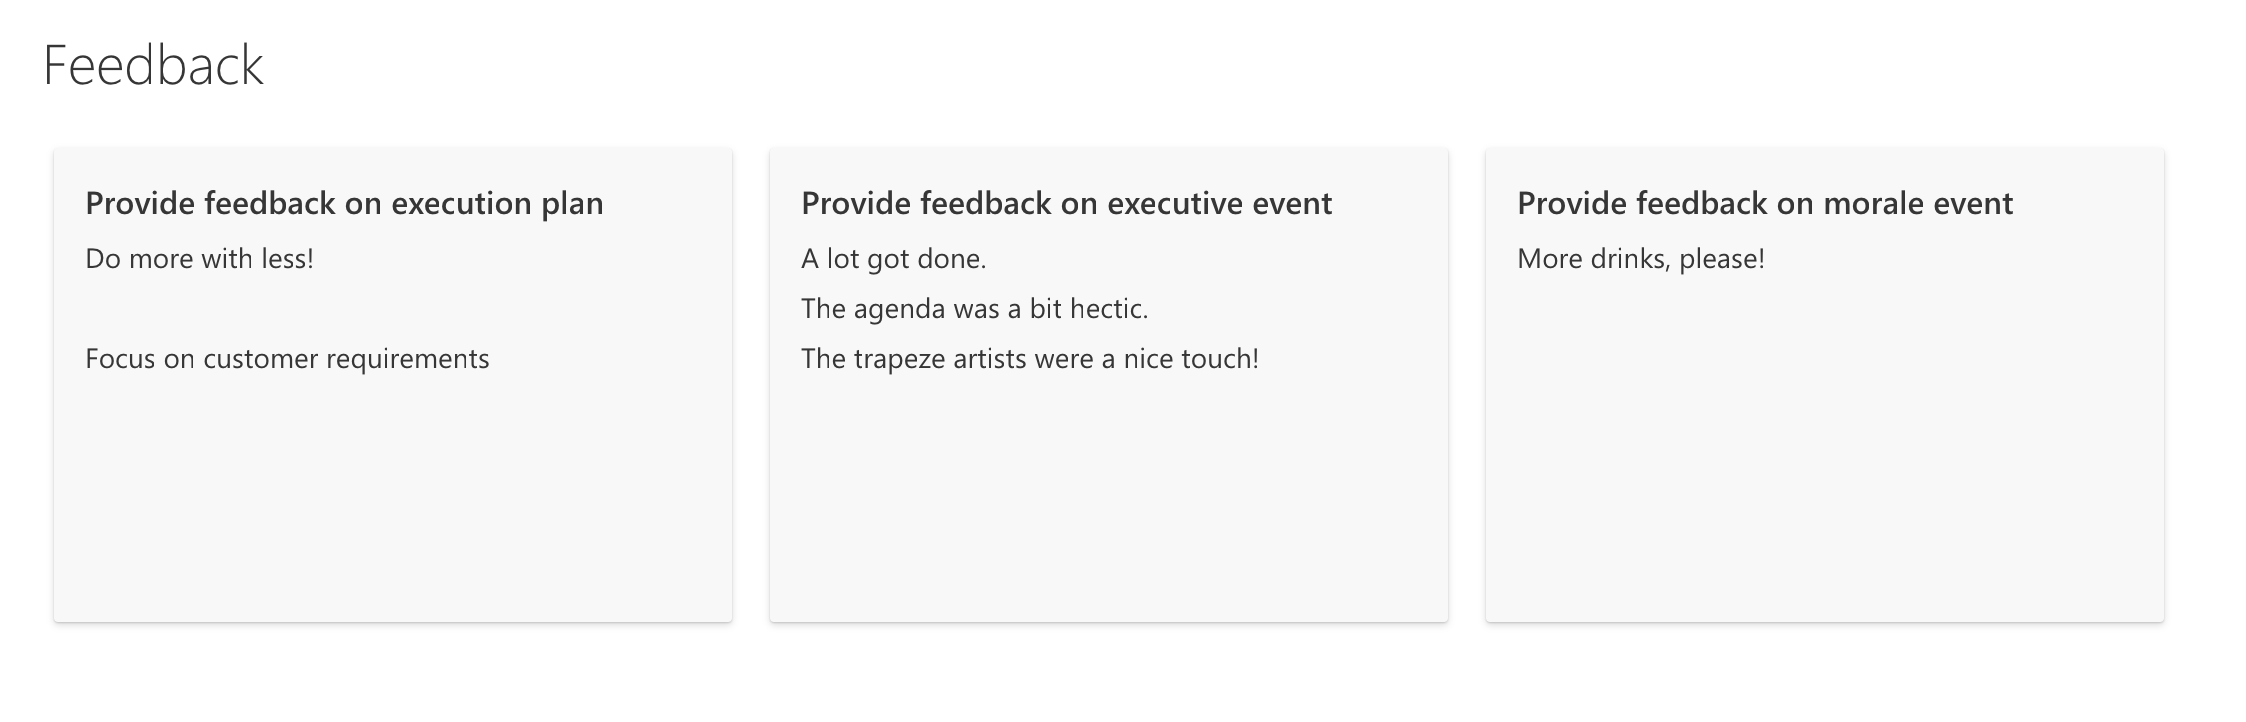 Feedback
Provide feedback on execution plan
Do more with less!
Focus on customer requirements
Provide feedback on executive event
A lot got done.
The agenda was a bit hectic.
The trapeze artists were a nice touch!
Provide feedback on morale event
More drinks, please!